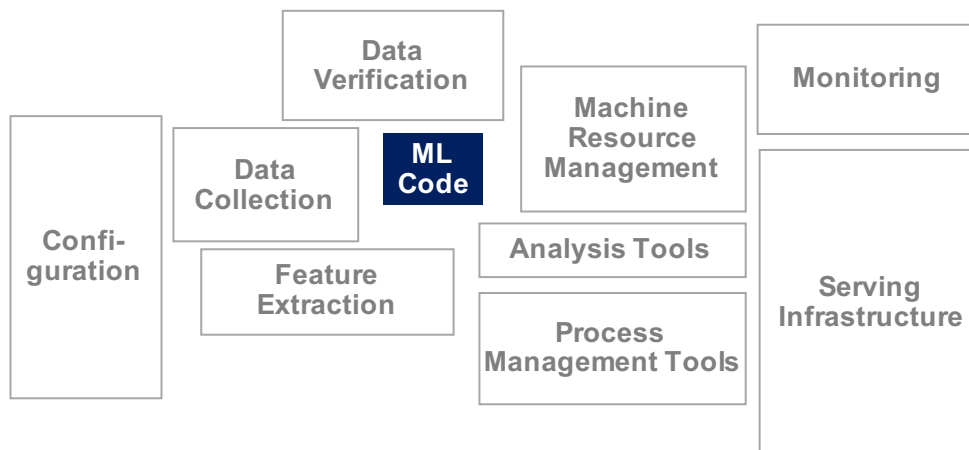 Data
Verification
Monitoring
Machine
Resource
Management
ML
Code
Data
Collection
Confi-
guration
Analysis Tools
Feature
Extraction
Serving
Infrastructure
Process
Management Tools